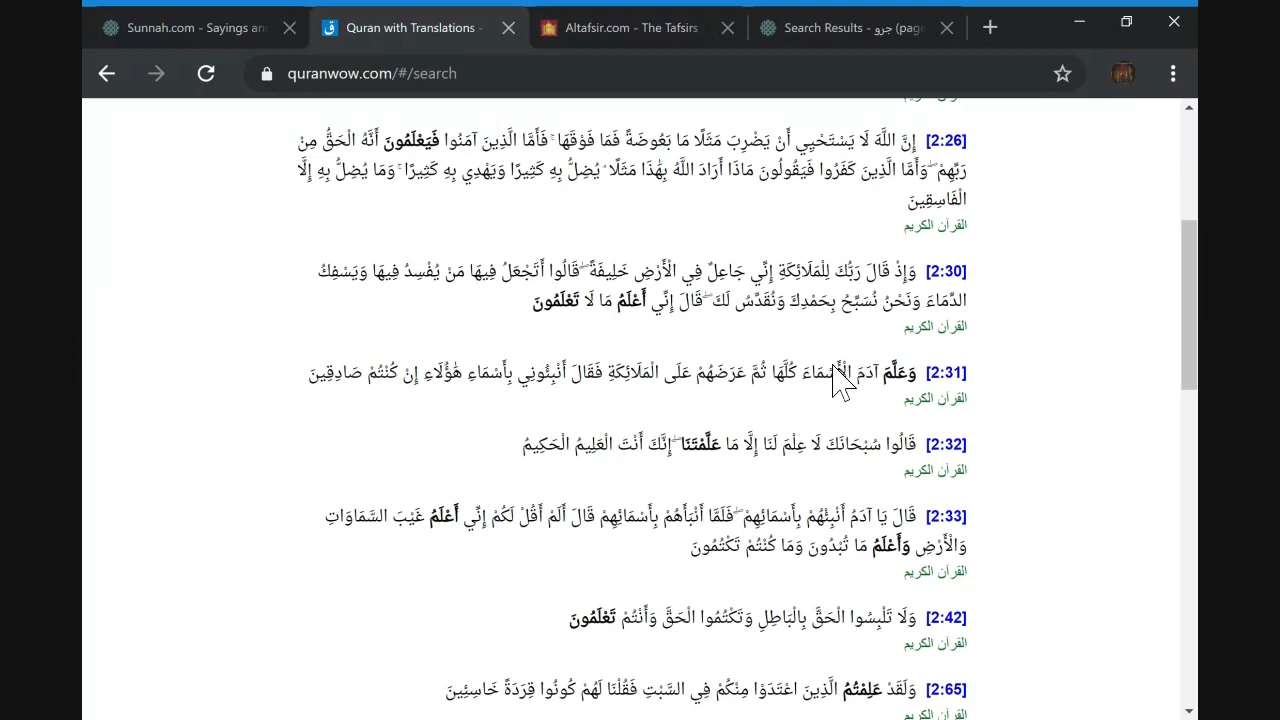 Sunnah.com - Sayings an
Quran with Translations -
Altafsir.com - The Tafsirs
Search Results - جرو (pag
quranwow.com/#/search
القرآن الكريم
[2:26] إِنَّ اللَّهَ لَا يَسْتَحْيِي أَنْ يَضْرِبَ مَثَلًا مَا بَعُوضَةً فَمَا فَوْقَهَا ۚ فَأَمَّا الَّذِينَ آمَنُوا فَيَعْلَمُونَ أَنَّهُ الْحَقُّ مِنْ
رَبِّهِمْ ۖ وَأَمَّا الَّذِينَ كَفَرُوا فَيَقُولُونَ مَاذَا أَرَادَ اللَّهُ بِهَٰذَا مَثَلًا ۘ يُضِلُّ بِهِ كَثِيرًا وَيَهْدِي بِهِ كَثِيرًا ۚ وَمَا يُضِلُّ بِهِ إِلَّا
الْفَاسِقِينَ
القرآن الكريم
[2:30] وَإِذْ قَالَ رَبُّكَ لِلْمَلَائِكَةِ إِنِّي جَاعِلٌ فِي الْأَرْضِ خَلِيفَةً ۖ قَالُوا أَتَجْعَلُ فِيهَا مَنْ يُفْسِدُ فِيهَا وَيَسْفِكُ
الدِّمَاءَ وَنَحْنُ نُسَبِّحُ بِحَمْدِكَ وَنُقَدِّسُ لَكَ ۖ قَالَ إِنِّي أَعْلَمُ مَا لَا تَعْلَمُونَ
القرآن الكريم
[2:31] وَعَلَّمَ آدَمَ الْأَسْمَاءَ كُلَّهَا ثُمَّ عَرَضَهُمْ عَلَى الْمَلَائِكَةِ فَقَالَ أَنْبِئُونِي بِأَسْمَاءِ هَٰؤُلَاءِ إِنْ كُنْتُمْ صَادِقِينَ
القرآن الكريم
[2:32] قَالُوا سُبْحَانَكَ لَا عِلْمَ لَنَا إِلَّا مَا عَلَّمْتَنَا ۖ إِنَّكَ أَنْتَ الْعَلِيمُ الْحَكِيمُ
القرآن الكريم
[2:33] قَالَ يَا آدَمُ أَنْبِئْهُمْ بِأَسْمَائِهِمْ ۖ فَلَمَّا أَنْبَأَهُمْ بِأَسْمَائِهِمْ قَالَ أَلَمْ أَقُلْ لَكُمْ إِنِّي أَعْلَمُ غَيْبَ السَّمَاوَاتِ
وَالْأَرْضِ وَأَعْلَمُ مَا تُبْدُونَ وَمَا كُنْتُمْ تَكْتُمُونَ
القرآن الكريم
[2:42] وَلَا تَلْبِسُوا الْحَقَّ بِالْبَاطِلِ وَتَكْتُمُوا الْحَقَّ وَأَنْتُمْ تَعْلَمُونَ
القرآن الكريم
[2:65] وَلَقَدْ عَلِمْتُمُ الَّذِينَ اعْتَدَوْا مِنْكُمْ فِي السَّبْتِ فَقُلْنَا لَهُمْ كُونُوا قِرَدَةً خَاسِئِينَ
القرآن الكريم